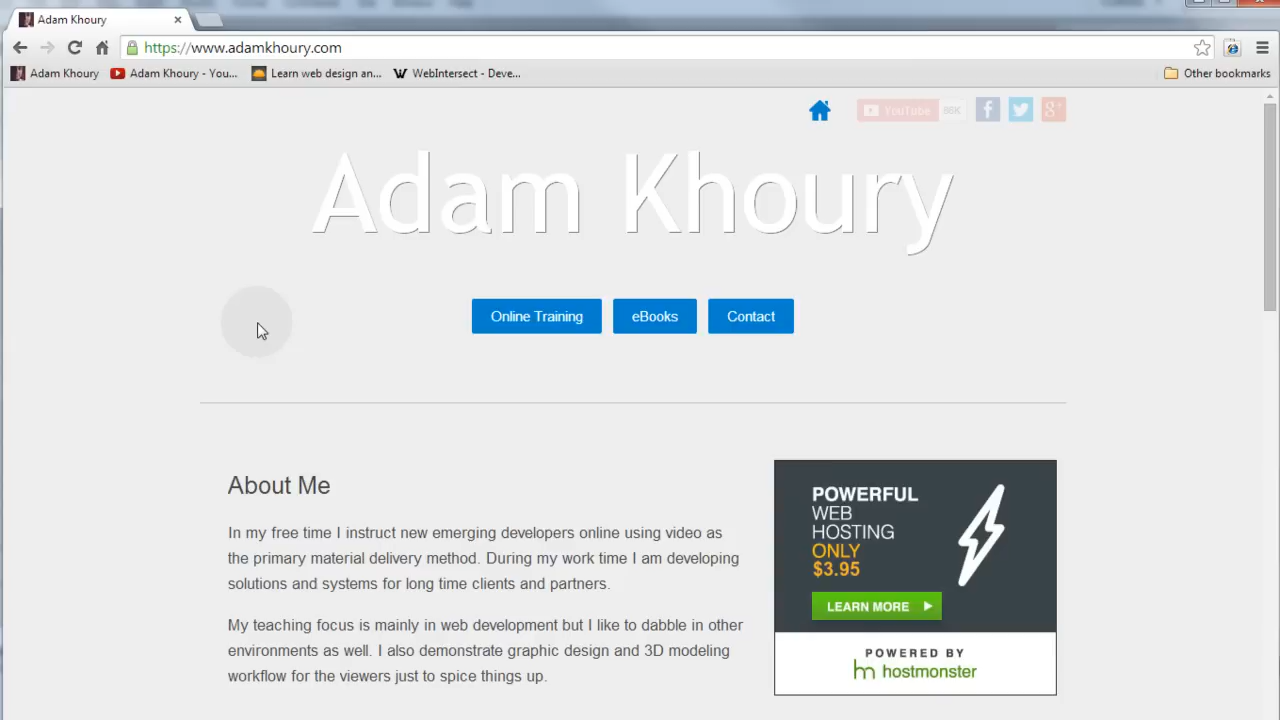 Adam Khoury
https://www.adamkhoury.com
Adam Khoury
Adam Khoury - You...
Learn web design an...
WebIntersect - Deve...
Other bookmarks
YouTube
Adam Khoury
Online Training
eBooks
Contact
About Me
In my free time I instruct new emerging developers online using video as
the primary material delivery method. During my work time I am developing
solutions and systems for long time clients and partners.
My teaching focus is mainly in web development but I like to dabble in other
environments as well. I also demonstrate graphic design and 3D modeling
workflow for the viewers just to spice things up.
POWERFUL
WEB
HOSTING
ONLY
$3.95
LEARN MORE
POWERED BY
hostmonster